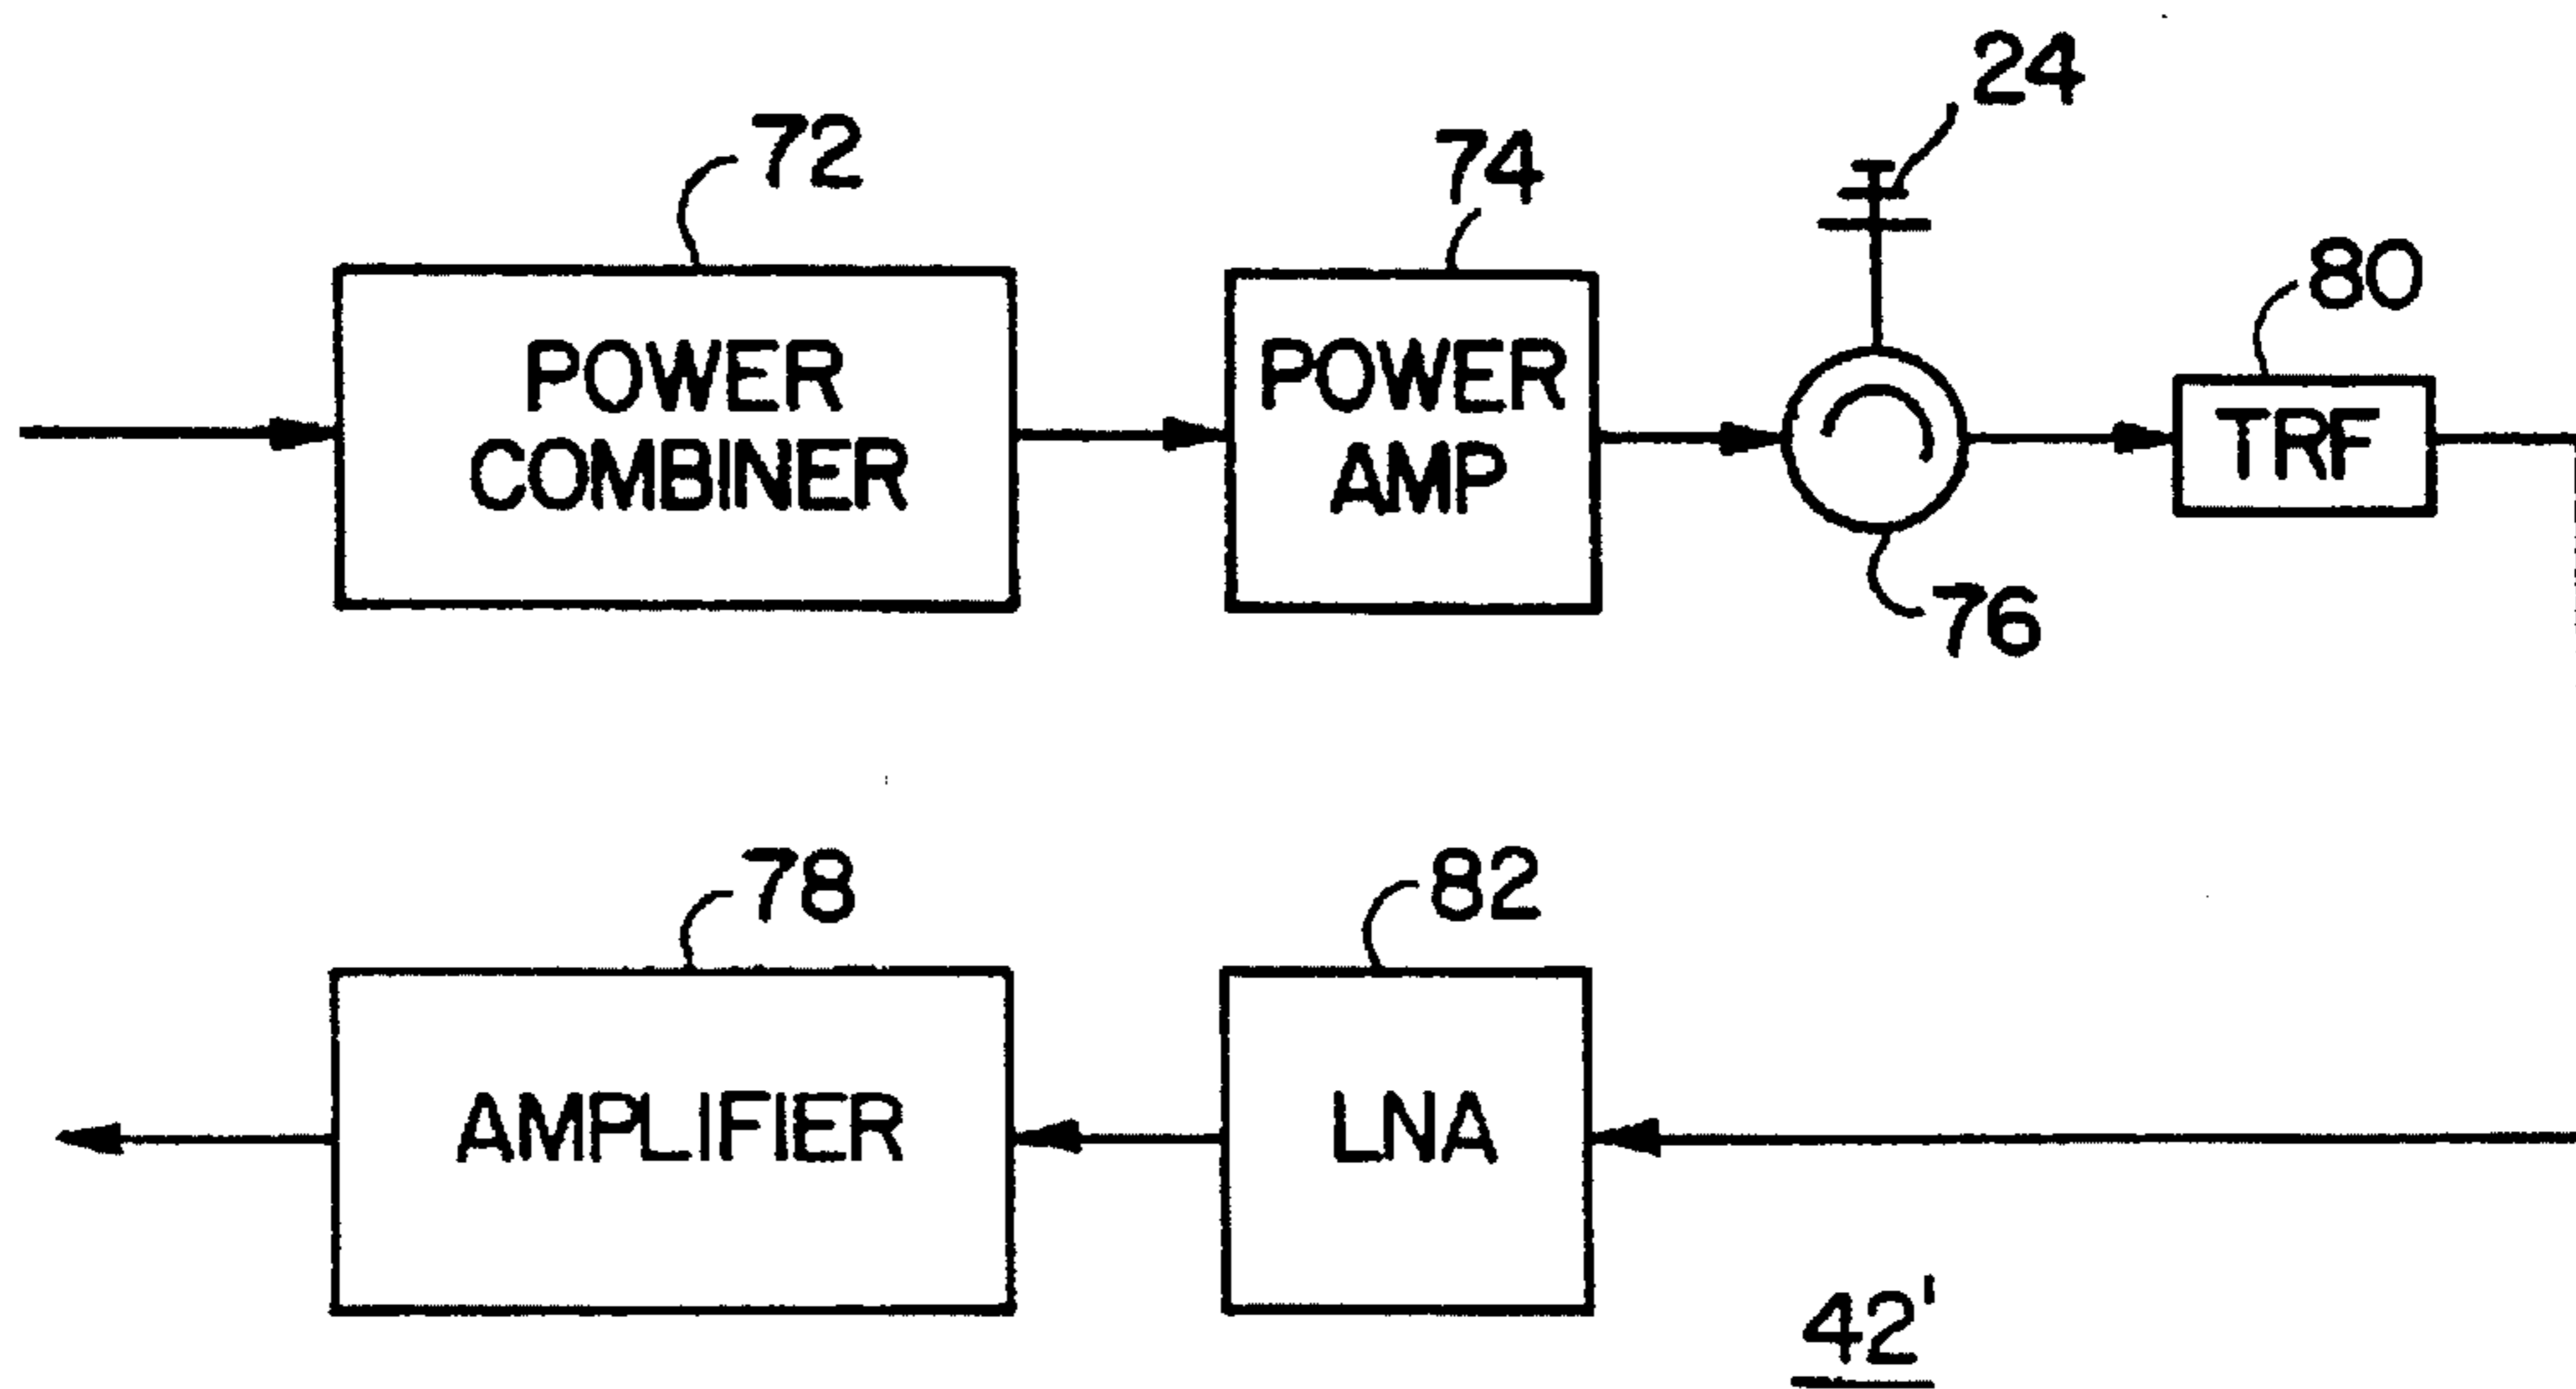 24
72
74
80
POWER
COMBINER
POWER
AMP
TRF
76
78
82
AMPLIFIER
LNA
42'